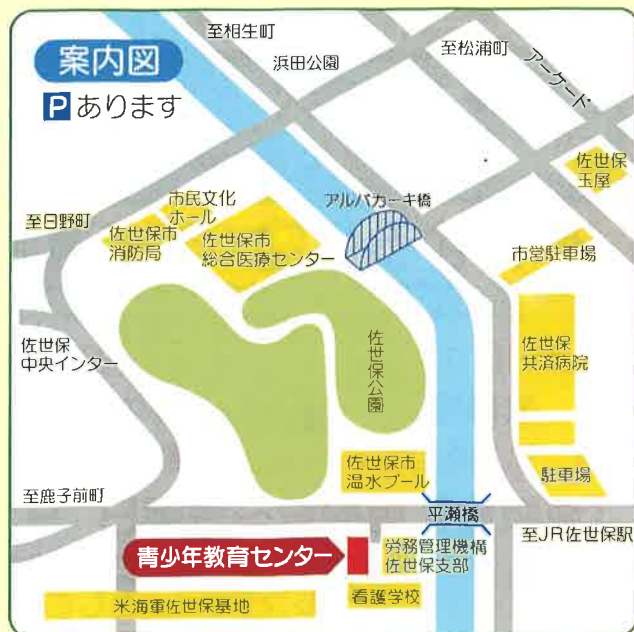 案内図
P あります
至相生町
浜田公園
至松浦町
アーケード
佐世保
玉屋
市民文化
ホール
アルバカーキ橋
至日野町
佐世保市
消防局
佐世保市
総合医療センター
市営駐車場
佐世保
中央インター
佐世保公園
佐世保
共済病院
佐世保市
温水プール
駐車場
至鹿子前町
平瀬橋
至JR佐世保駅
青少年教育センター
労務管理機構
佐世保支部
米海軍佐世保基地
看護学校